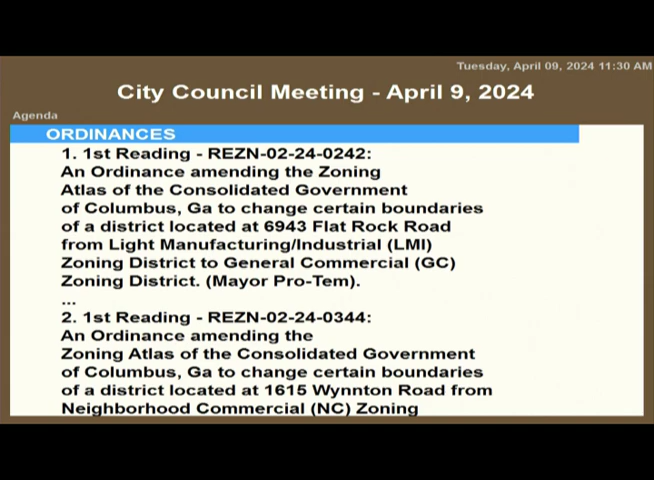 Tuesday, April 09, 2024 11:30 AM
City Council Meeting - April 9, 2024
Agenda
ORDINANCES
1. 1st Reading - REZN-02-24-0242:
An Ordinance amending the Zoning
Atlas of the Consolidated Government
of Columbus, Ga to change certain boundaries
of a district located at 6943 Flat Rock Road
from Light Manufacturing/Industrial (LMI)
Zoning District to General Commercial (GC)
Zoning District. (Mayor Pro-Tem).
...
2. 1st Reading - REZN-02-24-0344:
An Ordinance amending the
Zoning Atlas of the Consolidated Government
of Columbus, Ga to change certain boundaries
of a district located at 1615 Wynnton Road from
Neighborhood Commercial (NC) Zoning